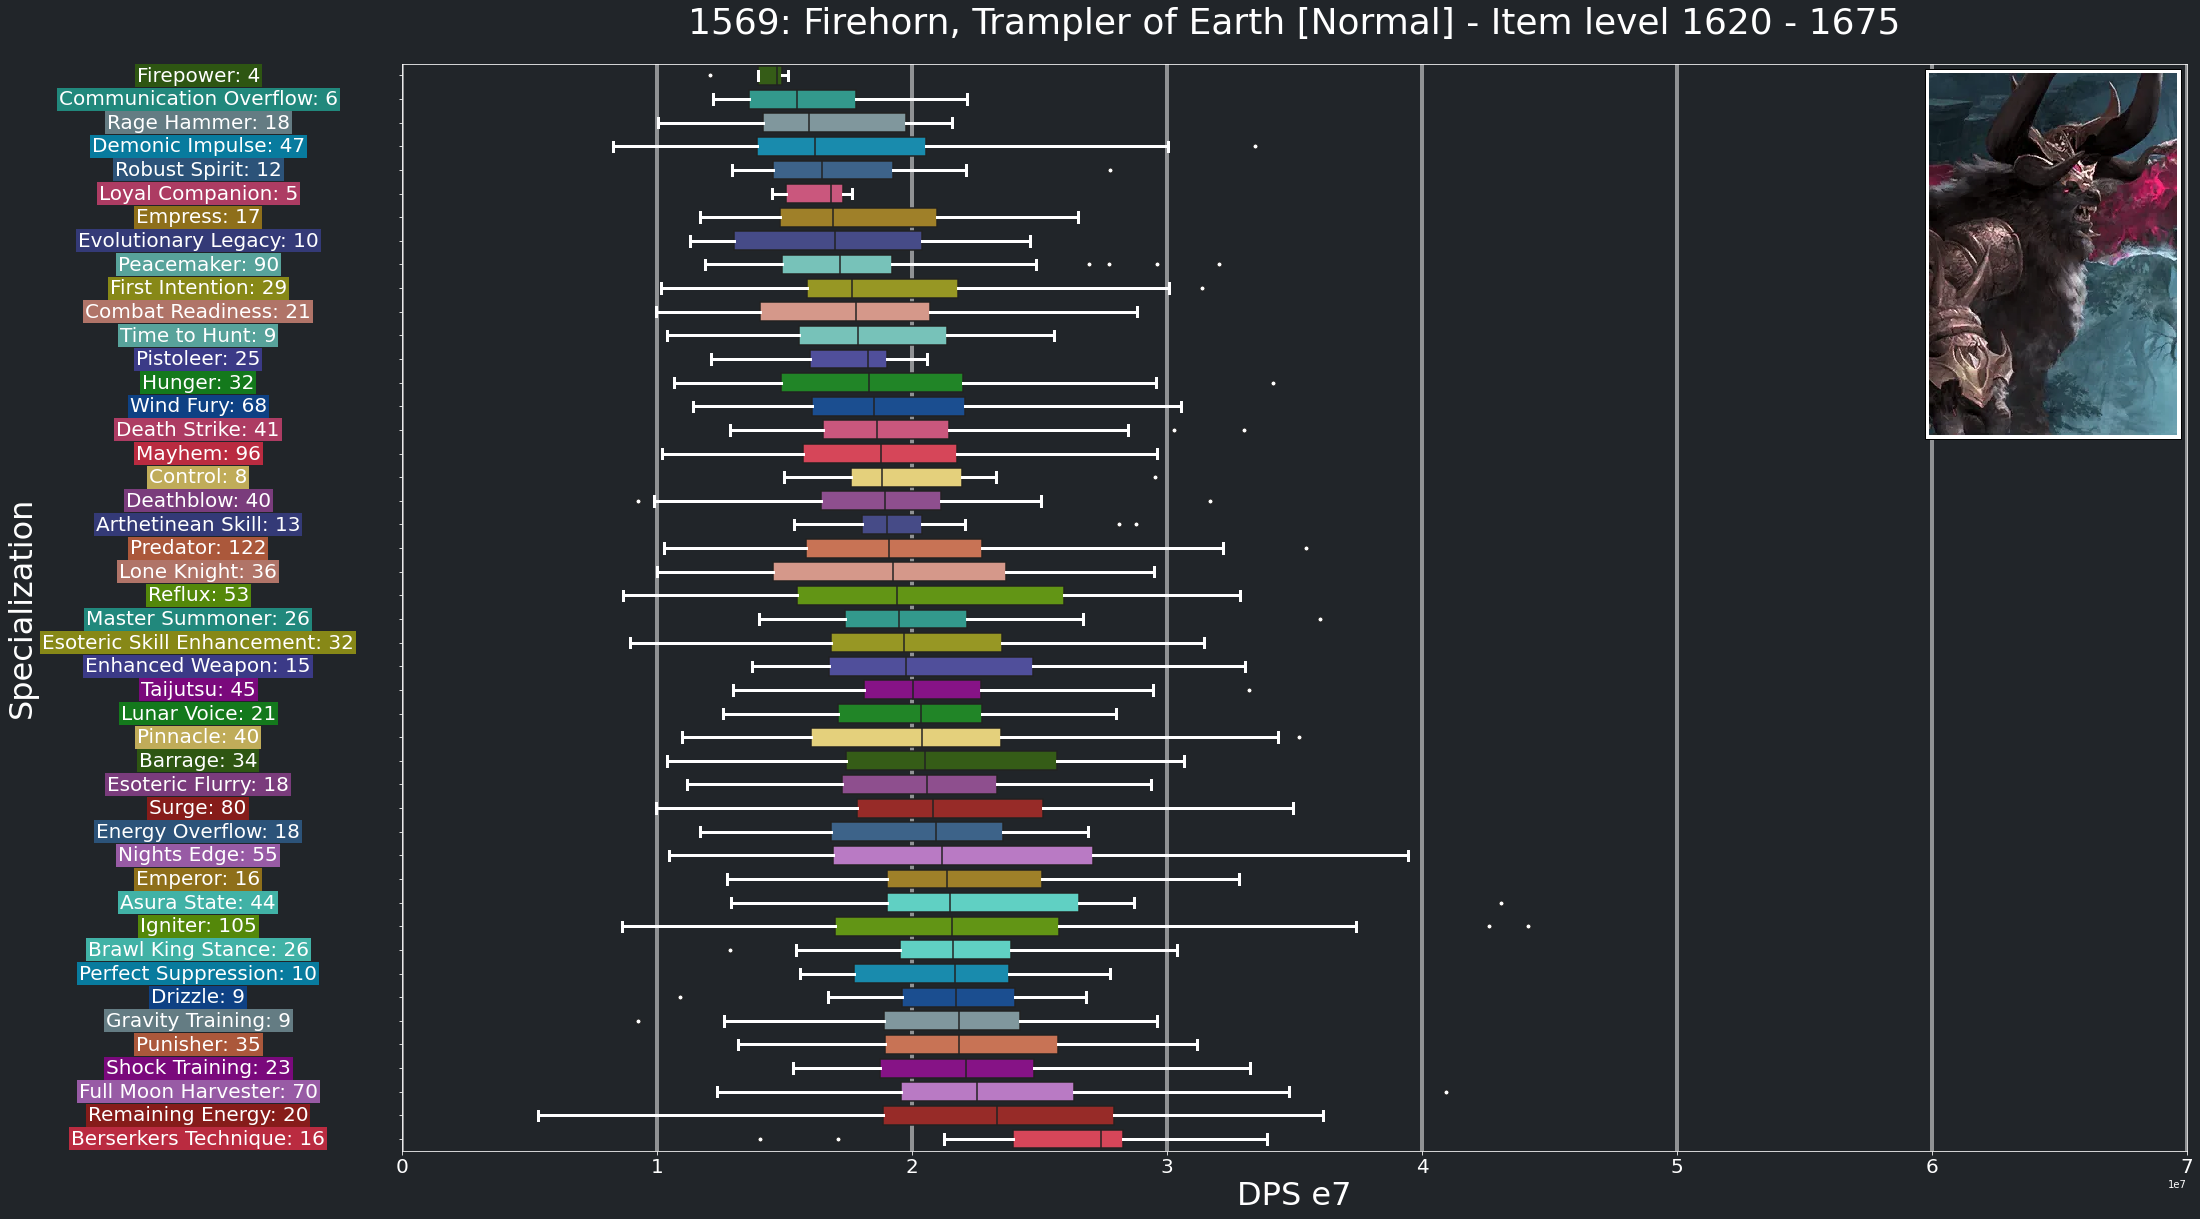 1569: Firehorn, Trampler of Earth [Normal] - Item level 1620 - 1675
Specialization
Firepower: 4
Communication Overflow: 6
Rage Hammer: 18
Demonic Impulse: 47
Robust Spirit: 12
Loyal Companion: 5
Empress: 17
Evolutionary Legacy: 10
Peacemaker: 90
First Intention: 29
Combat Readiness: 21
Time to Hunt: 9
Pistoleer: 25
Hunger: 32
Wind Fury: 68
Death Strike: 41
Mayhem: 96
Control: 8
Deathblow: 40
Arthetinean Skill: 13
Predator: 122
Lone Knight: 36
Reflux: 53
Master Summoner: 26
Esoteric Skill Enhancement: 32
Enhanced Weapon: 15
Taijutsu: 45
Lunar Voice: 21
Pinnacle: 40
Barrage: 34
Esoteric Flurry: 18
Surge: 80
Energy Overflow: 18
Nights Edge: 55
Emperor: 16
Asura State: 44
Igniter: 105
Brawl King Stance: 26
Perfect Suppression: 10
Drizzle: 9
Gravity Training: 9
Punisher: 35
Shock Training: 23
Full Moon Harvester: 70
Remaining Energy: 20
Berserkers Technique: 16
0 1 2 3 4 5 6 7
1e7
DPS e7